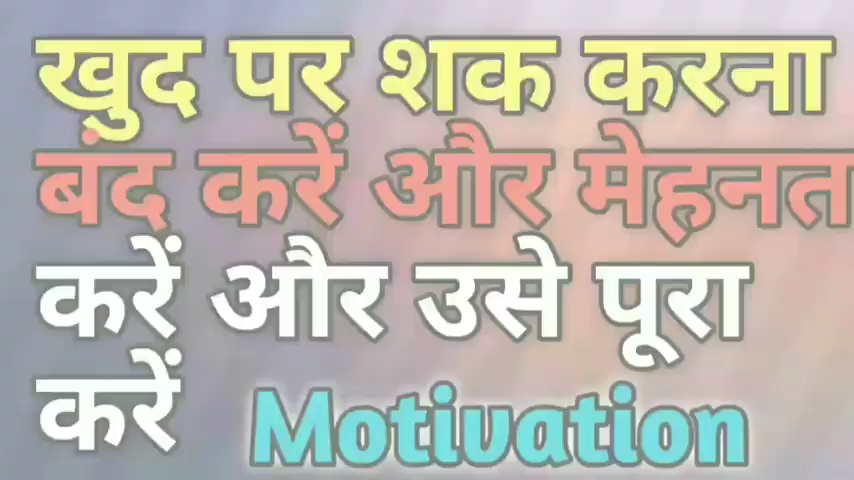 खुद पर शक करना
बंद करें और मेहनत
करें और उसे पूरा
करें Motivation